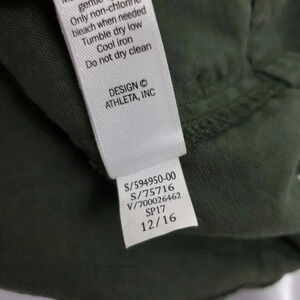 gentle
Only non-chlorine
bleach when needed
Tumble dry low
Cool iron
Do not dry clean
DESIGN ©
ATHLETA, INC
S/594950-00
S/75716
V/700026462
SP17
12/16